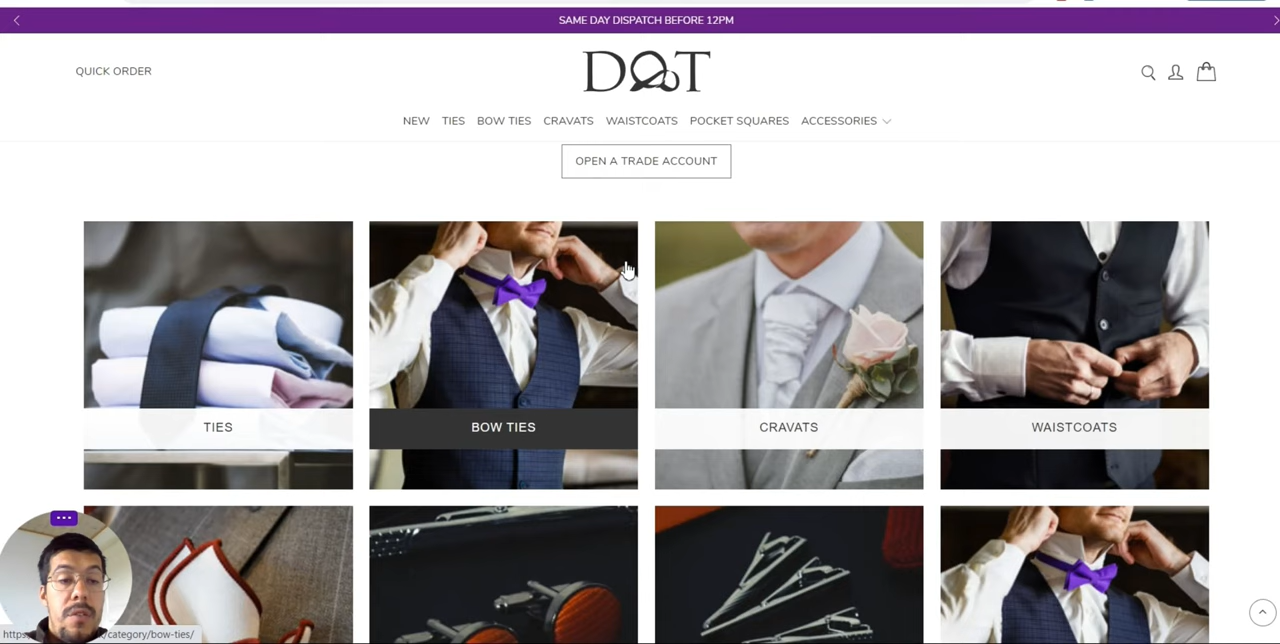 SAME DAY DISPATCH BEFORE 12PM
QUICK ORDER
DQT
NEW TIES BOW TIES CRAVATS WAISTCOATS POCKET SQUARES ACCESSORIES
OPEN A TRADE ACCOUNT
TIES BOW TIES CRAVATS WAISTCOATS
/category/bow-ties/